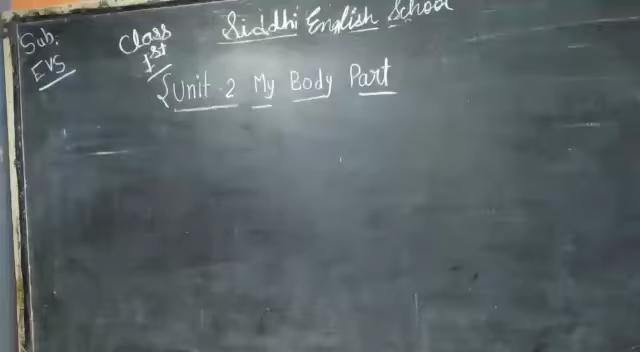 Siddhi English School
Sub.
EVS
Class
1st
{Unit-2 My Body Part